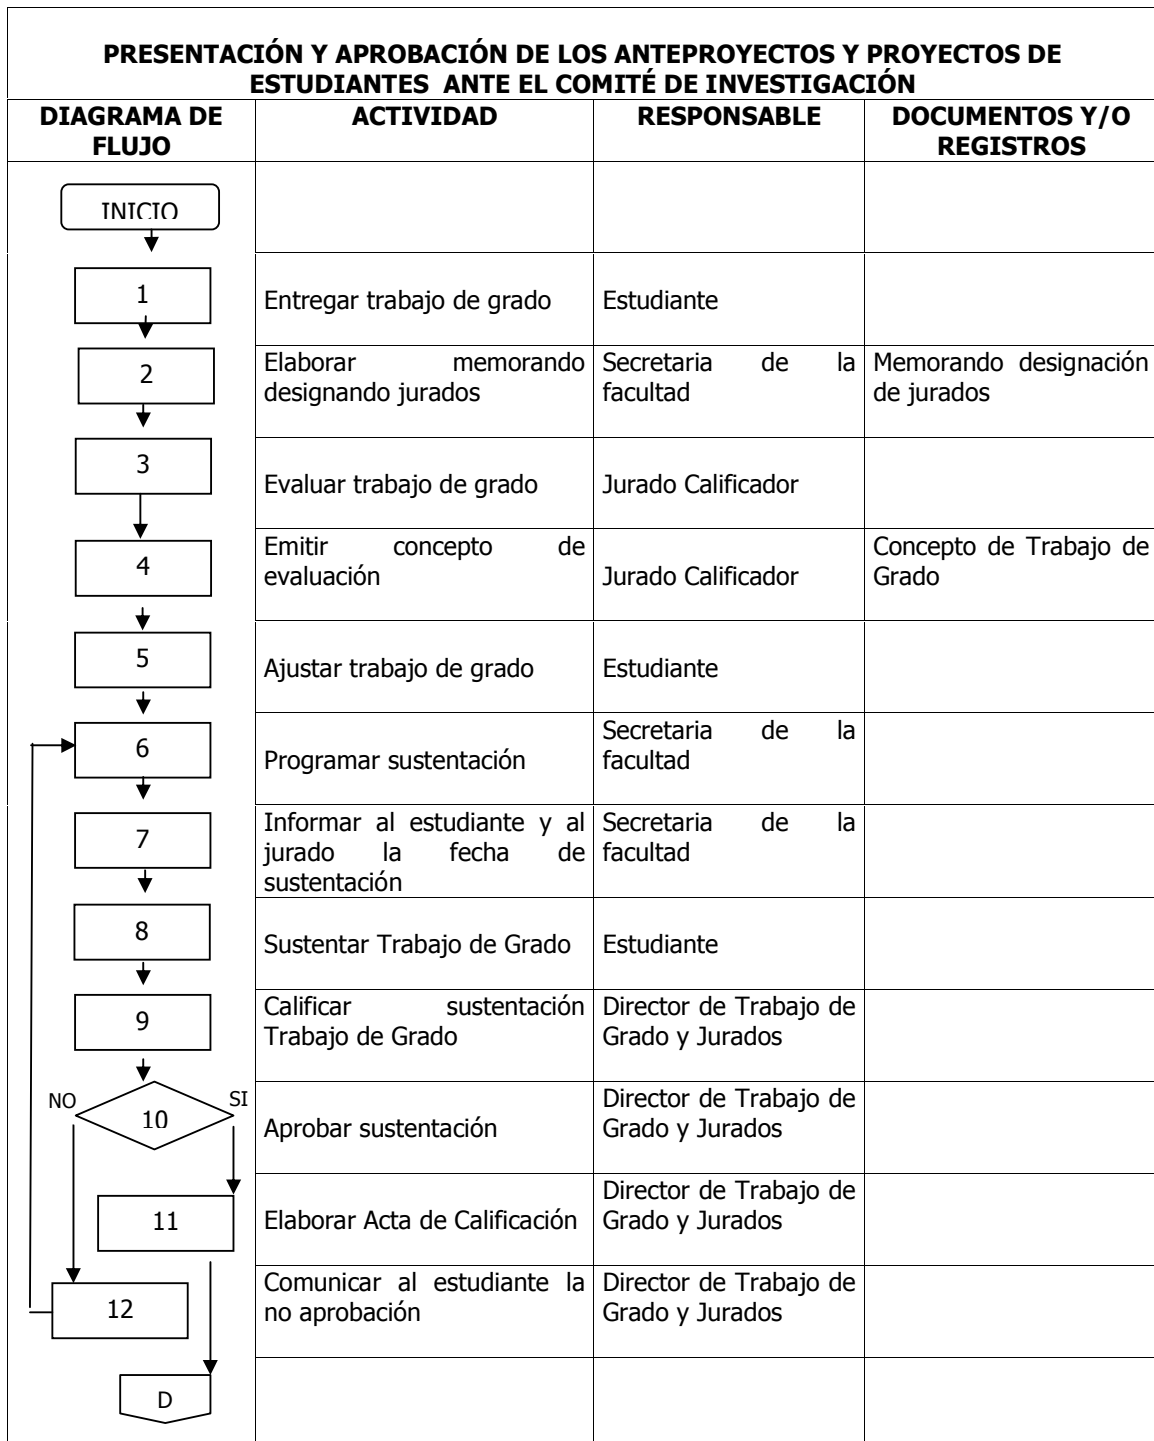 PRESENTACIÓN Y APROBACIÓN DE LOS ANTEPROYECTOS Y PROYECTOS DE
ESTUDIANTES ANTE EL COMITÉ DE INVESTIGACIÓN
DIAGRAMA DE
FLUJO
ACTIVIDAD
RESPONSABLE
DOCUMENTOS Y/O
REGISTROS
INICIO
1
Entregar trabajo de grado
Estudiante
2
Elaborar memorando
designando jurados
Secretaria de la
facultad
Memorando designación
de jurados
3
Evaluar trabajo de grado
Jurado Calificador
4
Emitir concepto de
evaluación
Jurado Calificador
Concepto de Trabajo de
Grado
5
Ajustar trabajo de grado
Estudiante
6
Programar sustentación
Secretaria de la
facultad
7
Informar al estudiante y al
jurado la fecha de
sustentación
Secretaria de la
facultad
8
Sustentar Trabajo de Grado
Estudiante
9
Calificar sustentación
Trabajo de Grado
Director de Trabajo de
Grado y Jurados
NO
10
SI
Aprobar sustentación
Director de Trabajo de
Grado y Jurados
11
Elaborar Acta de Calificación
Director de Trabajo de
Grado y Jurados
12
Comunicar al estudiante la
no aprobación
Director de Trabajo de
Grado y Jurados
D